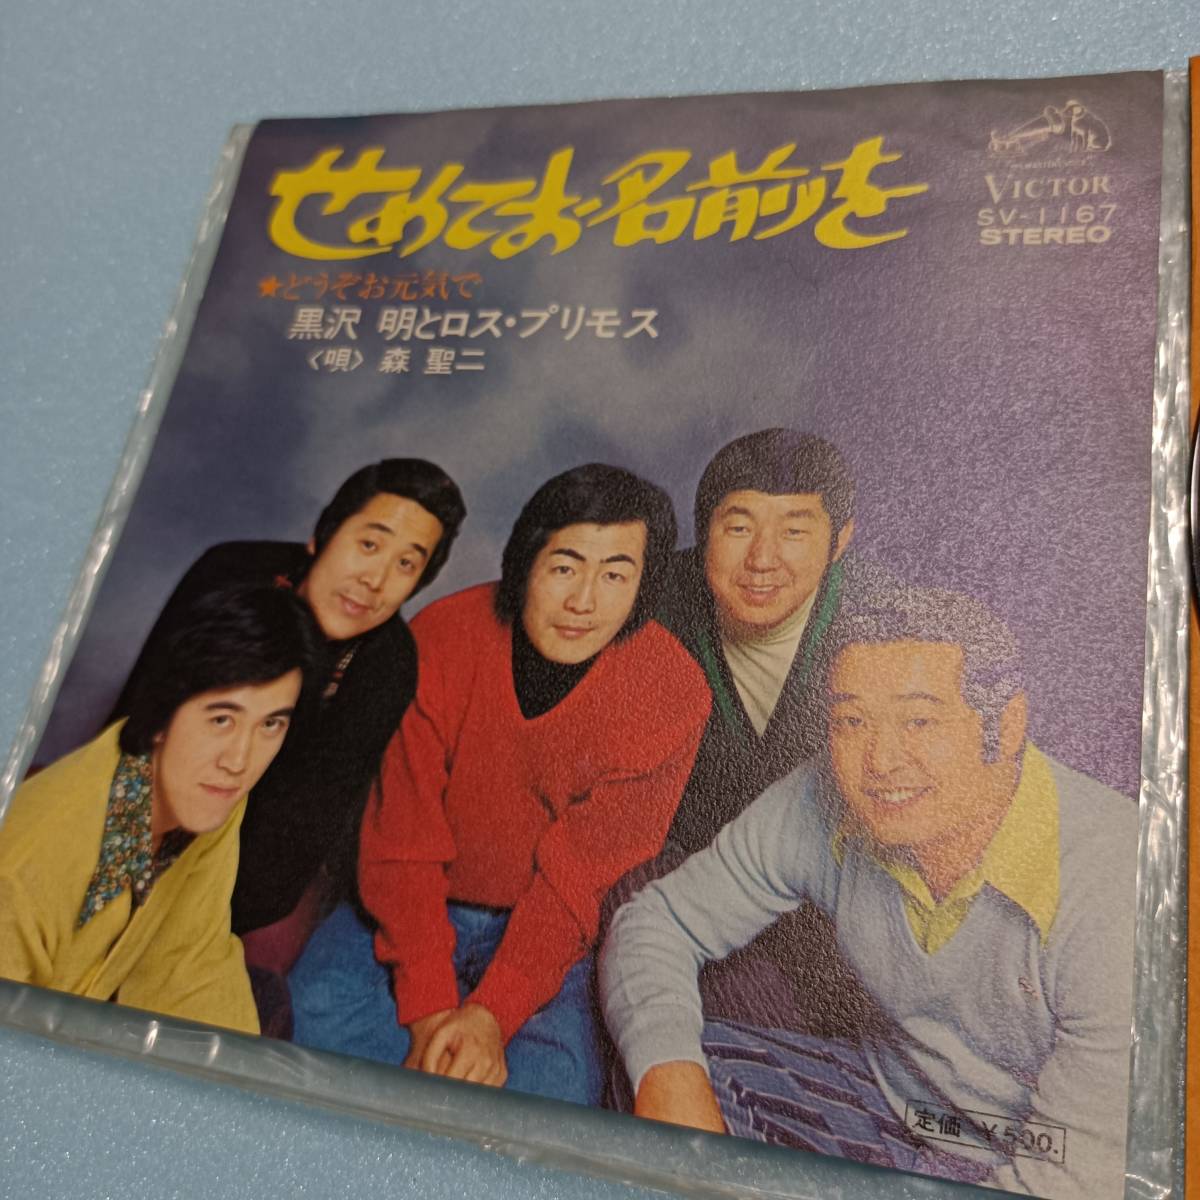 せめてお名前を
★どうぞお元気で
黒沢 明とロス・プリモス
〈唄〉 森 聖二
VICTOR
SV-1167
STEREO
定価 ¥500.